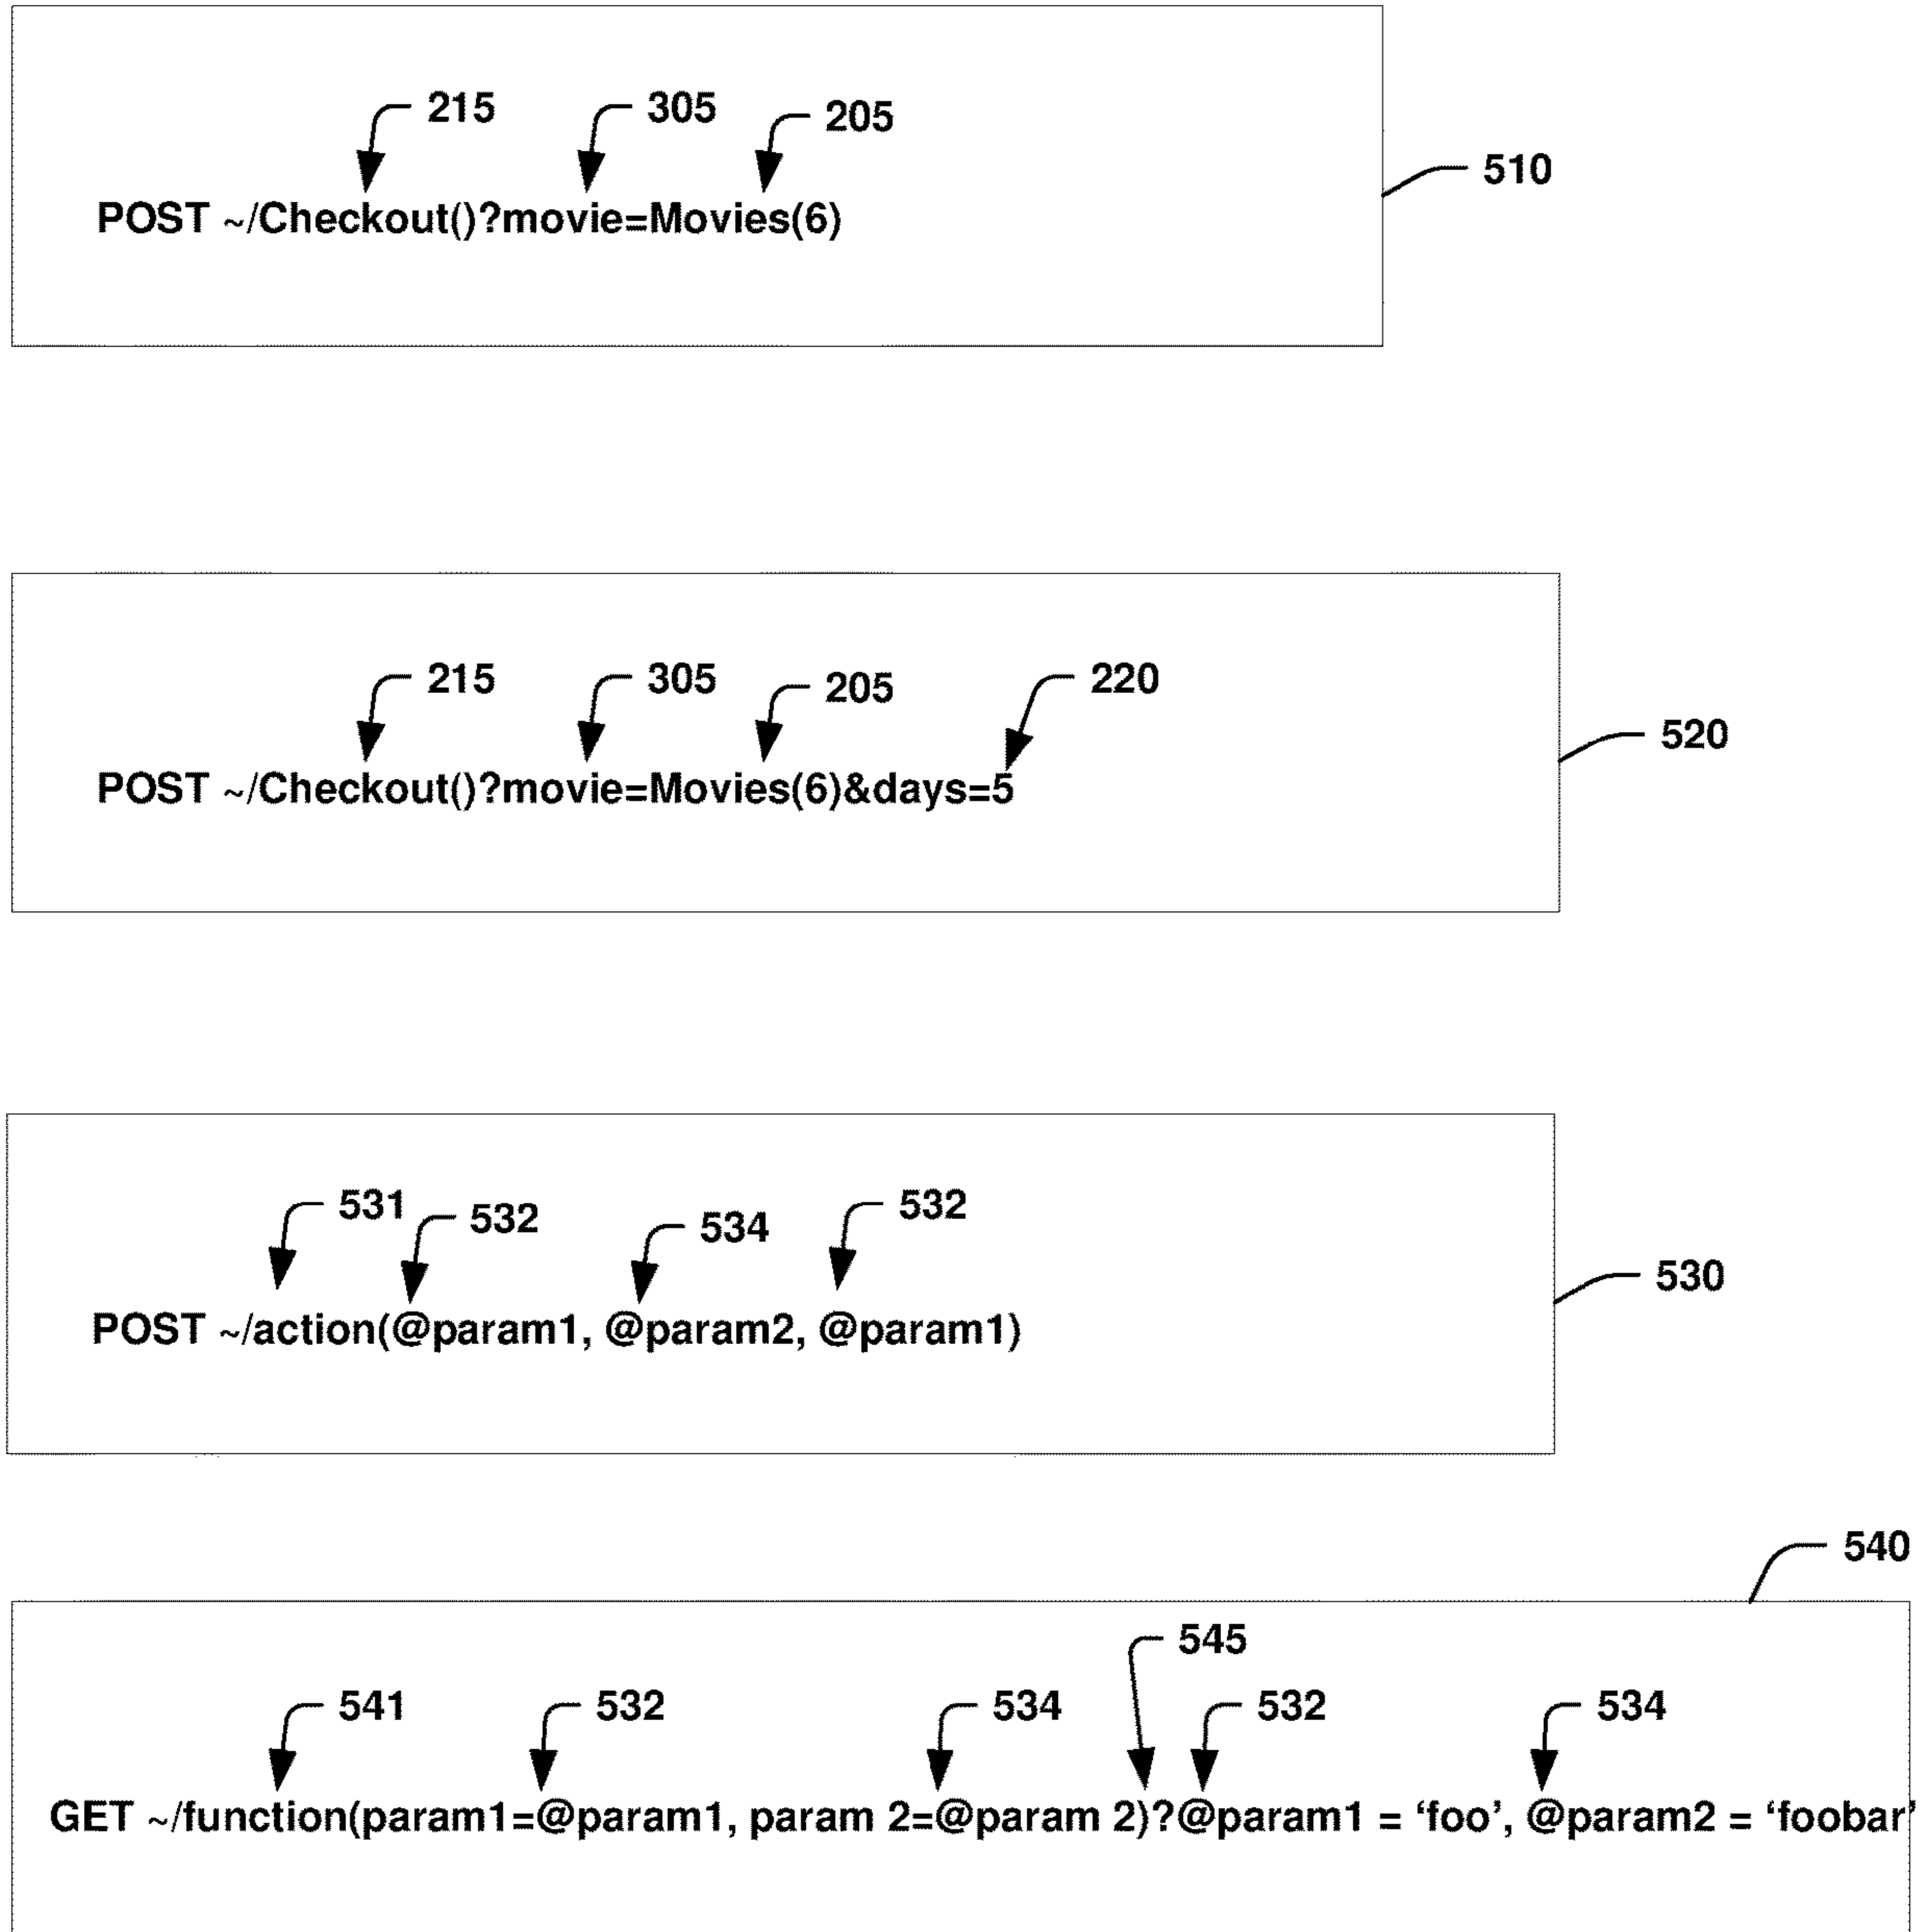 215 305 205
510
POST ~/Checkout()?movie=Movies(6)
215 305 205 220
520
POST ~/Checkout()?movie=Movies(6)&days=5
531 532 534 532
530
POST ~/action(@param1, @param2, @param1)
540
545
541 532 534 532 534
GET ~/function(param1=@param1, param 2=@param 2)?@param1 = ‘foo’, @param2 = ‘foobar’